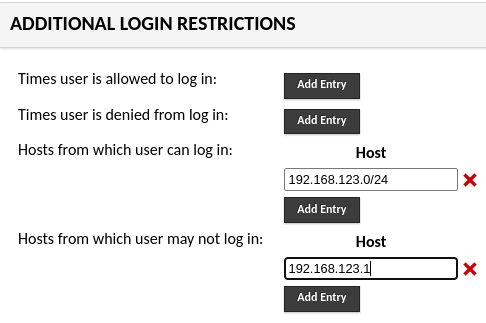 ADDITIONAL LOGIN RESTRICTIONS
Times user is allowed to log in:
Add Entry
Times user is denied from log in:
Add Entry
Hosts from which user can log in:
Host
192.168.123.0/24
Add Entry
Hosts from which user may not log in:
Host
192.168.123.1
Add Entry